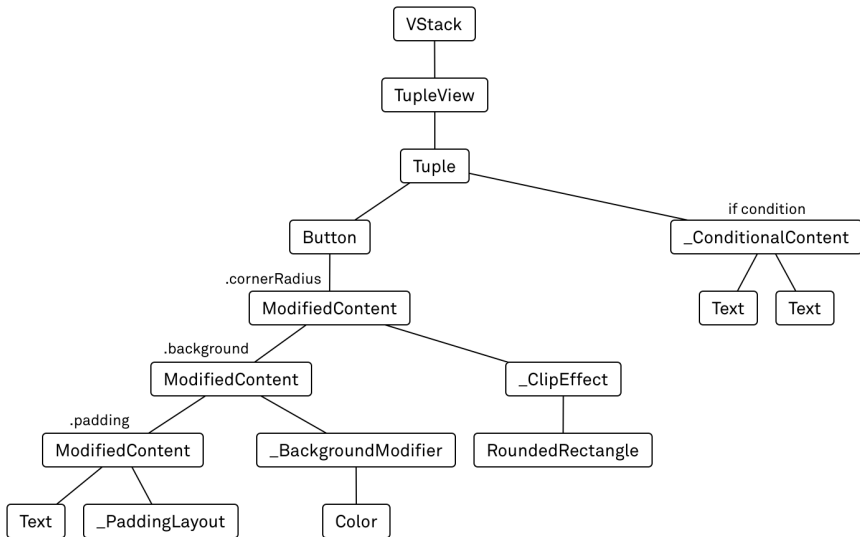 VStack
TupleView
Tuple
if condition
Button
_ConditionalContent
.cornerRadius
ModifiedContent
Text
Text
.background
ModifiedContent
_ClipEffect
.padding
ModifiedContent
_BackgroundModifier
RoundedRectangle
Text
_PaddingLayout
Color